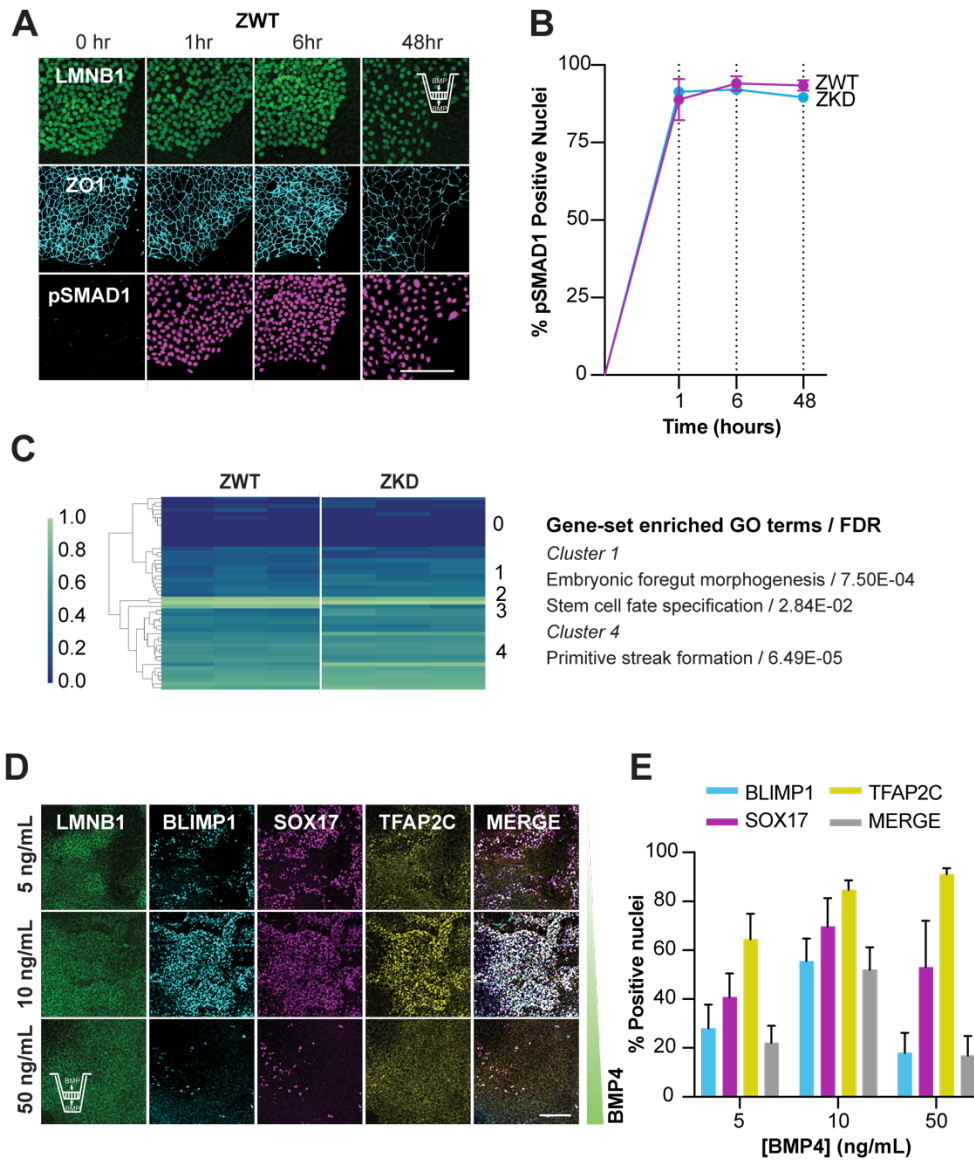 A
ZWT
0 hr 1hr 6hr 48hr
LMNB1
BMP
BMP
ZO1
pSMAD1
B
% pSMAD1 Positive Nuclei
100
75
50
25
0
ZWT
ZKD
1 6 48
Time (hours)
C
ZWT ZKD
1.0
0.8
0.6
0.4
0.2
0.0
0
1
2
3
4
Gene-set enriched GO terms / FDR
Cluster 1
Embryonic foregut morphogenesis / 7.50E-04
Stem cell fate specification / 2.84E-02
Cluster 4
Primitive streak formation / 6.49E-05
D
LMNB1 BLIMP1 SOX17 TFAP2C MERGE
5 ng/mL
10 ng/mL
50 ng/mL
BMP
BMP
BMP4
E
BLIMP1 TFAP2C
SOX17 MERGE
% Positive nuclei
100
80
60
40
20
0
5 10 50
[BMP4] (ng/mL)